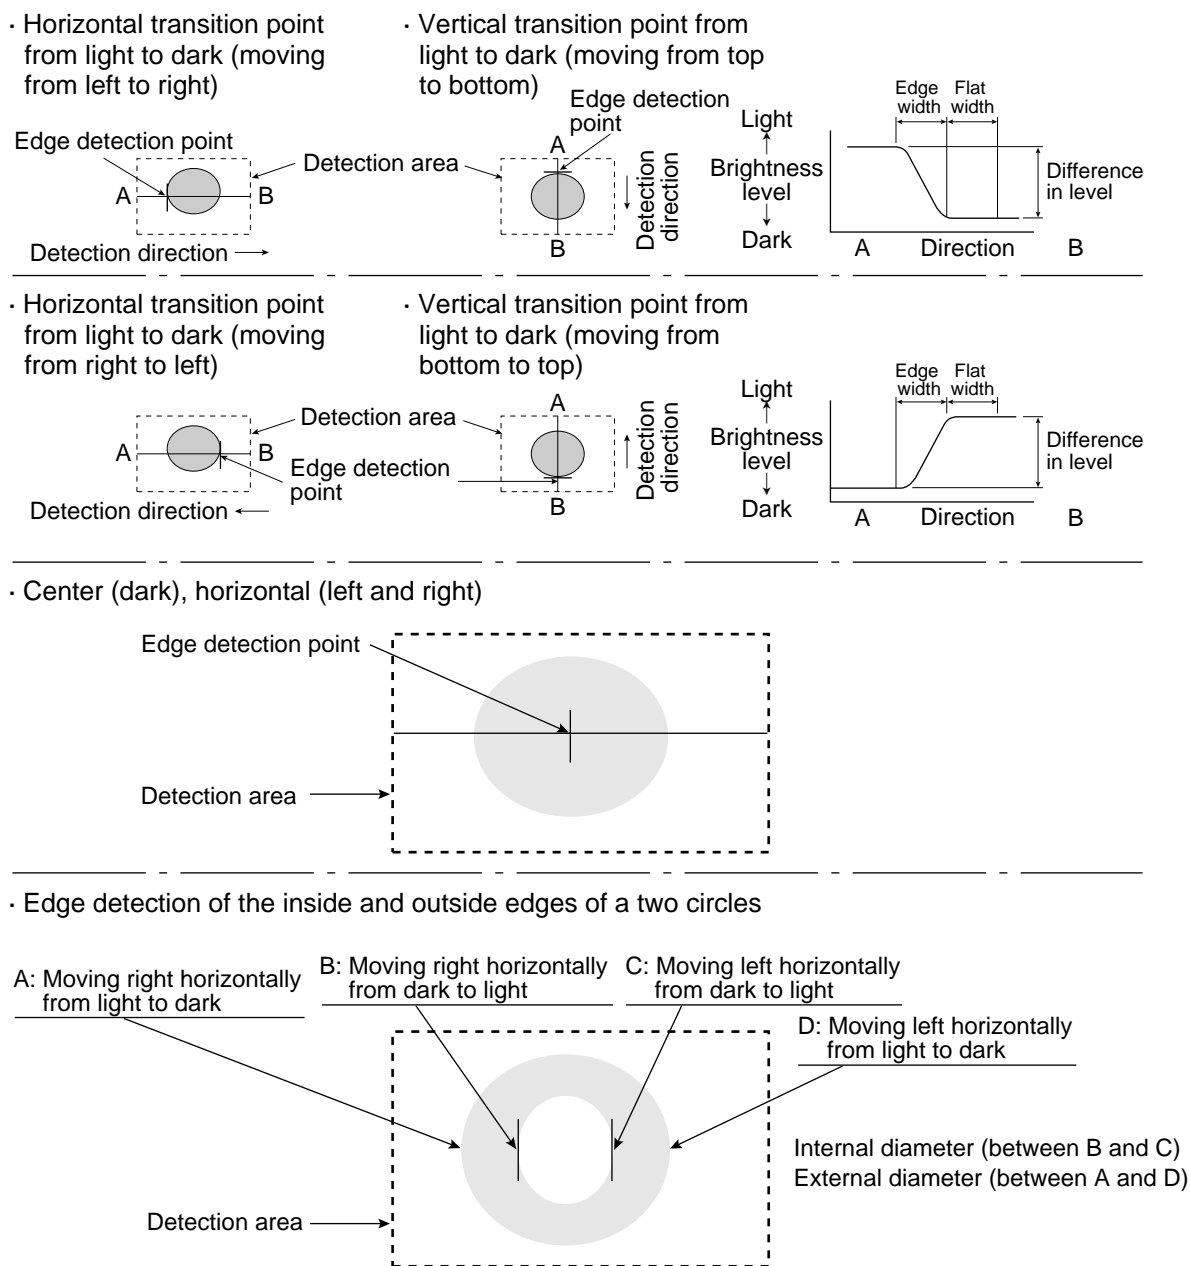 · Horizontal transition point
from light to dark (moving
from left to right)
· Vertical transition point from
light to dark (moving from top
to bottom)
Edge detection
point
Edge detection point
Detection area
A
B
A
B
Detection
direction
Detection direction
Light
Brightness
level
Dark
Edge
width
Flat
width
Difference
in level
A
Direction
B
· Horizontal transition point
from light to dark (moving
from right to left)
· Vertical transition point from
light to dark (moving from
bottom to top)
Detection area
A
B
Edge detection
point
A
B
Detection
direction
Detection direction
Light
Brightness
level
Dark
Edge
width
Flat
width
Difference
in level
A
Direction
B
· Center (dark), horizontal (left and right)
Edge detection point
Detection area
· Edge detection of the inside and outside edges of a two circles
A: Moving right horizontally
from light to dark
B: Moving right horizontally
from dark to light
C: Moving left horizontally
from dark to light
D: Moving left horizontally
from light to dark
Internal diameter (between B and C)
External diameter (between A and D)
Detection area